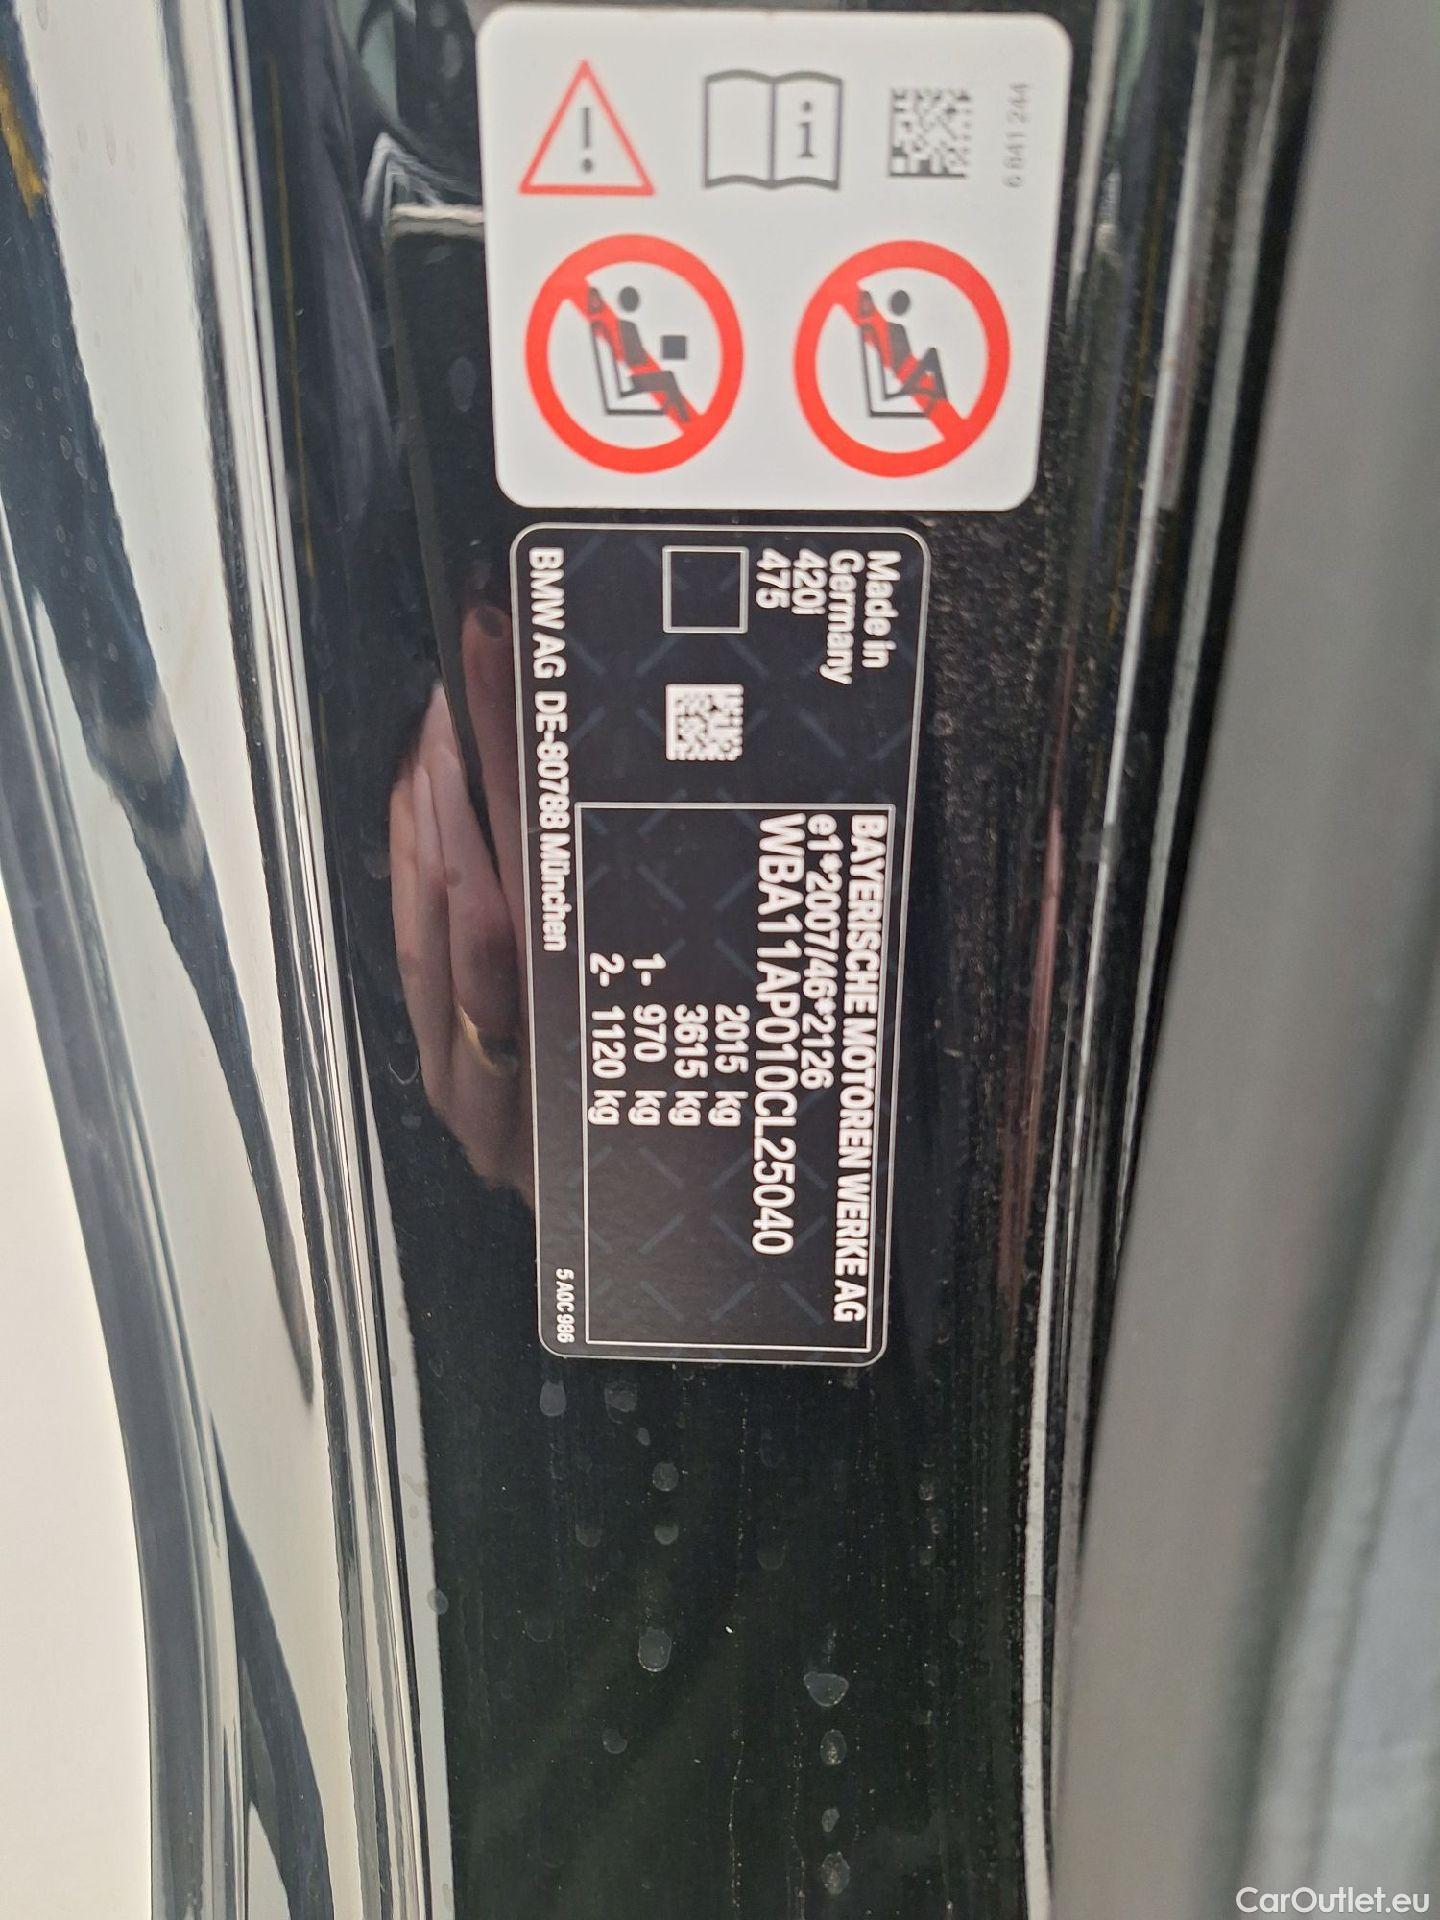 6 841 244
Made in
Germany
420i
475
BAYERISCHE MOTOREN WERKE AG
e1*2007/46*2126
WBA11AP010CL25040
2015 kg
3615 kg
1- 970 kg
2- 1120 kg
BMW AG DE-80788 München
5 A0C 986
CarOutlet.eu